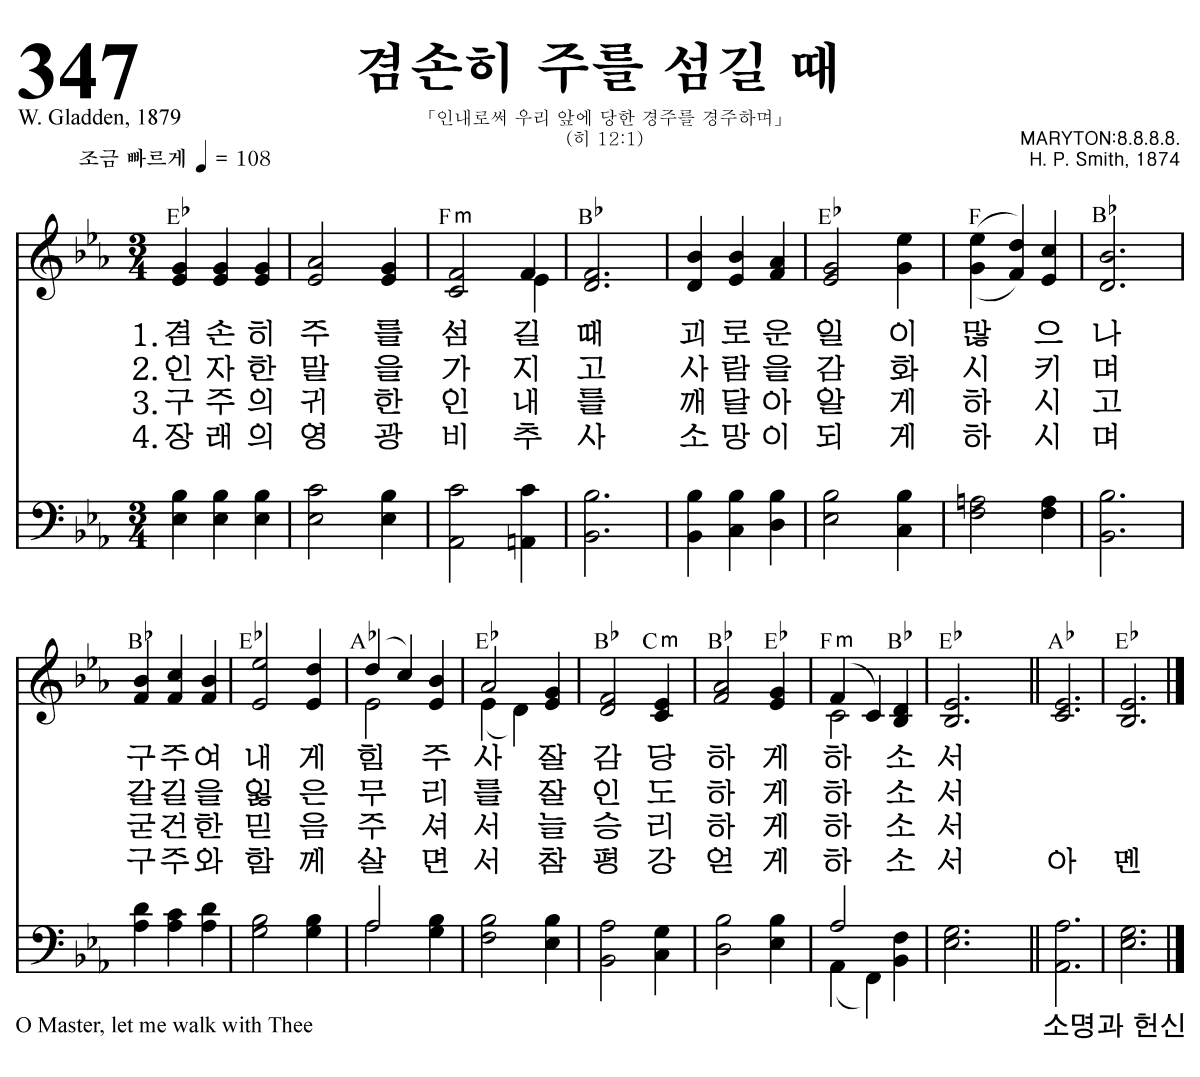 347
겸손히 주를 섬길 때
W. Gladden, 1879
「인내로써 우리 앞에 당한 경주를 경주하며」
(히 12:1)
MARYTON:8.8.8.8.
H. P. Smith, 1874
조금 빠르게 ♩ = 108
E♭ Fm B♭ E♭ F B♭
3 4
1. 겸 손 히 주 를 섬 길 때 괴 로 운 일 이 많 으 나
2. 인 자 한 말 을 가 지 고 사 람 을 감 화 시 키 며
3. 구 주 의 귀 한 인 내 를 깨 달 아 알 게 하 시 고
4. 장 래 의 영 광 비 추 사 소 망 이 되 게 하 시 며
3 4
B♭ E♭ A♭ E♭ B♭ Cm B♭ E♭ Fm B♭ E♭ A♭ E♭
구 주 여 내 게 힘 주 사 잘 감 당 하 게 하 소 서
갈 길 을 잃 은 무 리 를 잘 인 도 하 게 하 소 서
굳 건 한 믿 음 주 셔 서 늘 승 리 하 게 하 소 서
구 주 와 함 께 살 면 서 참 평 강 얻 게 하 소 서 아 멘
O Master, let me walk with Thee
소명과 헌신